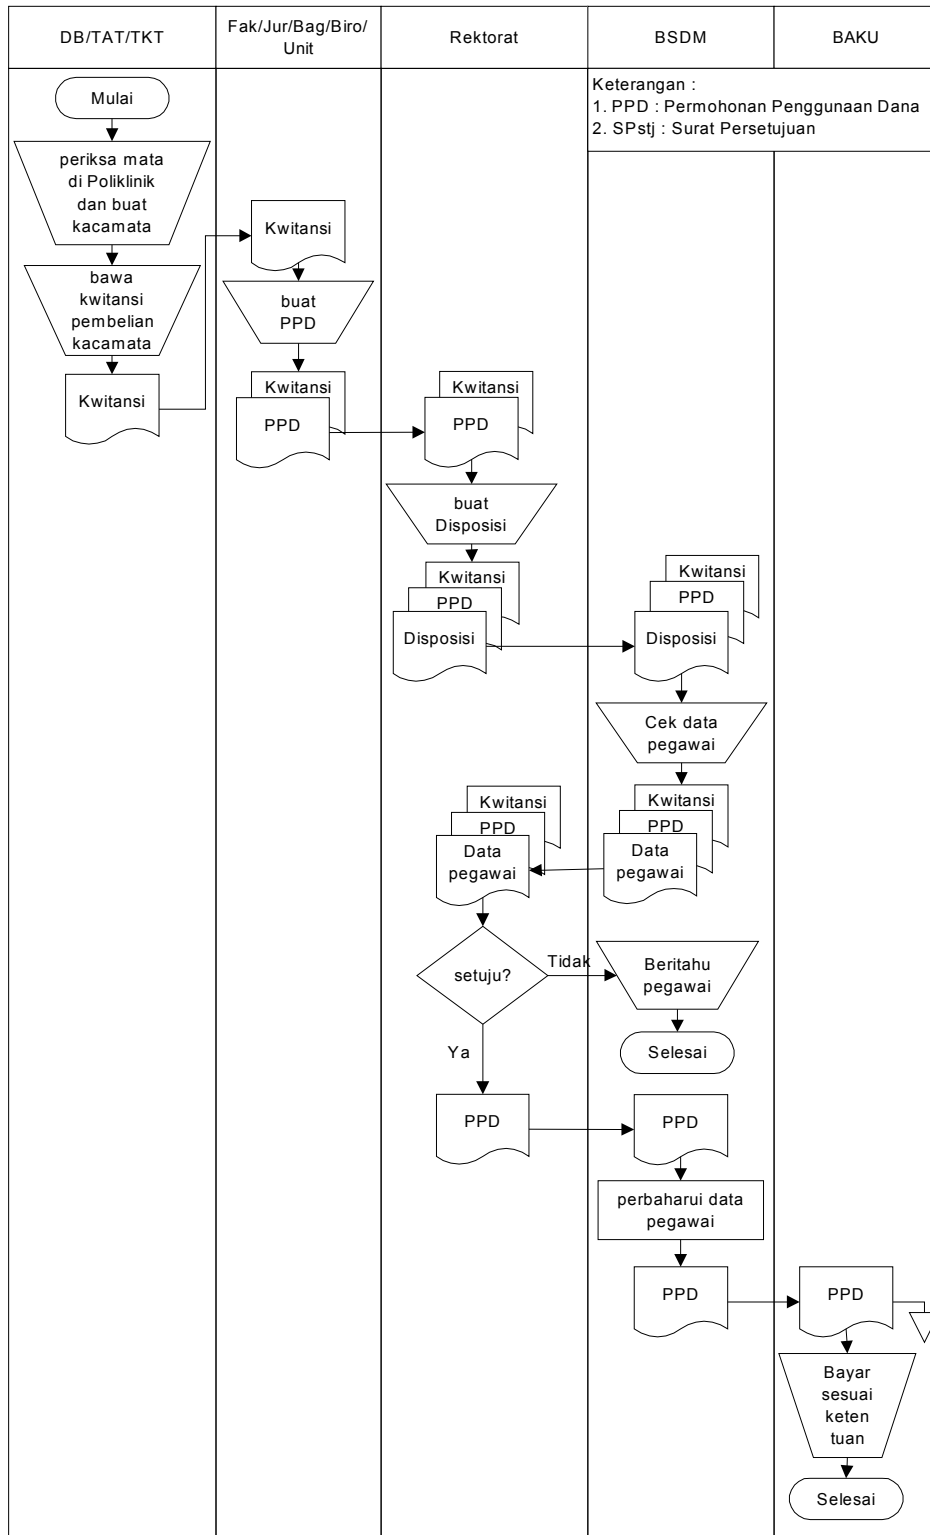 DB/TAT/TKT
Fak/Jur/Bag/Biro/
Unit
Rektorat
BSDM
BAKU
Keterangan :
1. PPD : Permohonan Penggunaan Dana
2. SPstj : Surat Persetujuan
Mulai
periksa mata
di Poliklinik
dan buat
kacamata
bawa
kwitansi
pembelian
kacamata
Kwitansi
Kwitansi
buat
PPD
Kwitansi
PPD
Kwitansi
PPD
buat
Disposisi
Kwitansi
PPD
Disposisi
Kwitansi
PPD
Disposisi
Cek data
pegawai
Kwitansi
PPD
Data
pegawai
Kwitansi
PPD
Data
pegawai
setuju?
Tidak
Beritahu
pegawai
Selesai
Ya
PPD
PPD
perbaharui data
pegawai
PPD
PPD
Bayar
sesuai
keten
tuan
Selesai